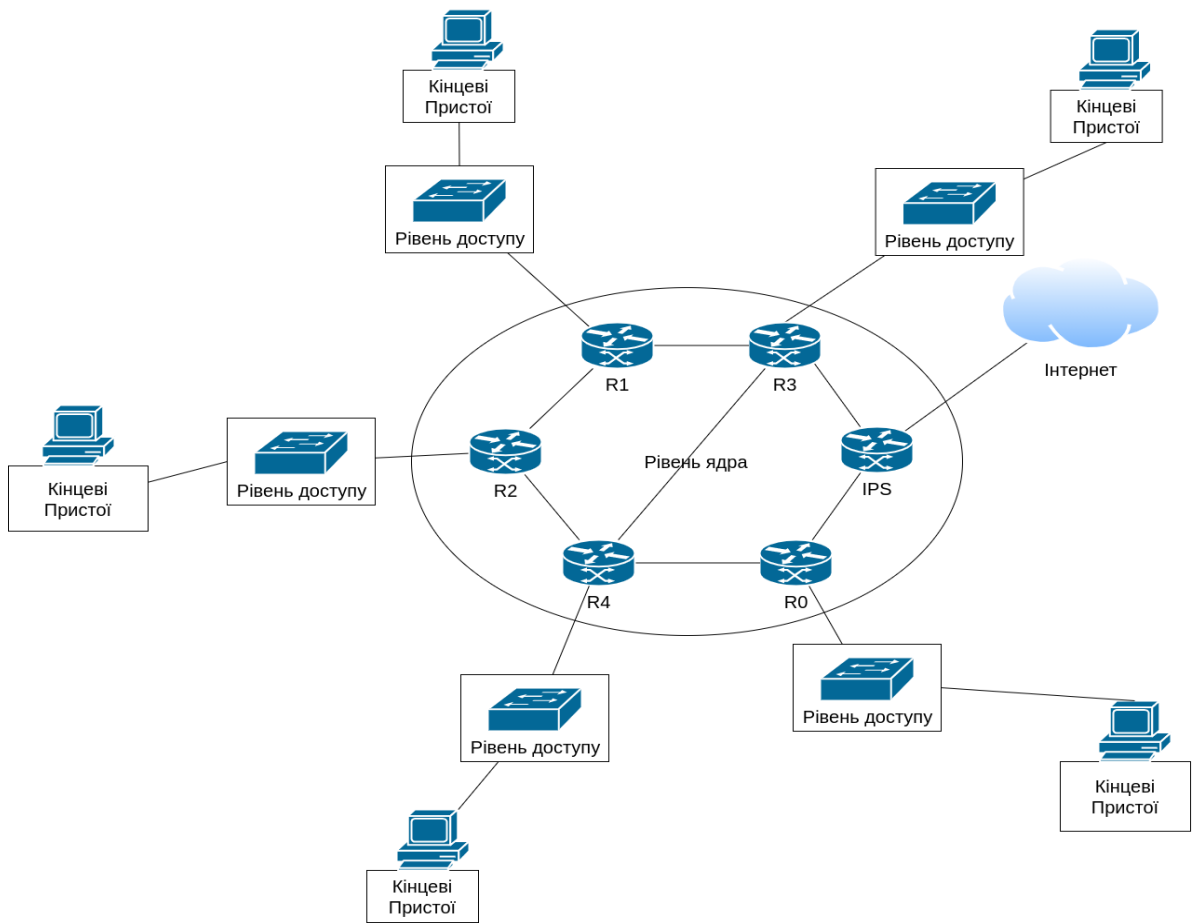 Кінцеві
Пристої
Кінцеві
Пристої
Рівень доступу
Рівень доступу
Інтернет
R1
R3
Рівень ядра
Кінцеві
Пристої
Рівень доступу
R2
IPS
R4
R0
Рівень доступу
Рівень доступу
Кінцеві
Пристої
Кінцеві
Пристої